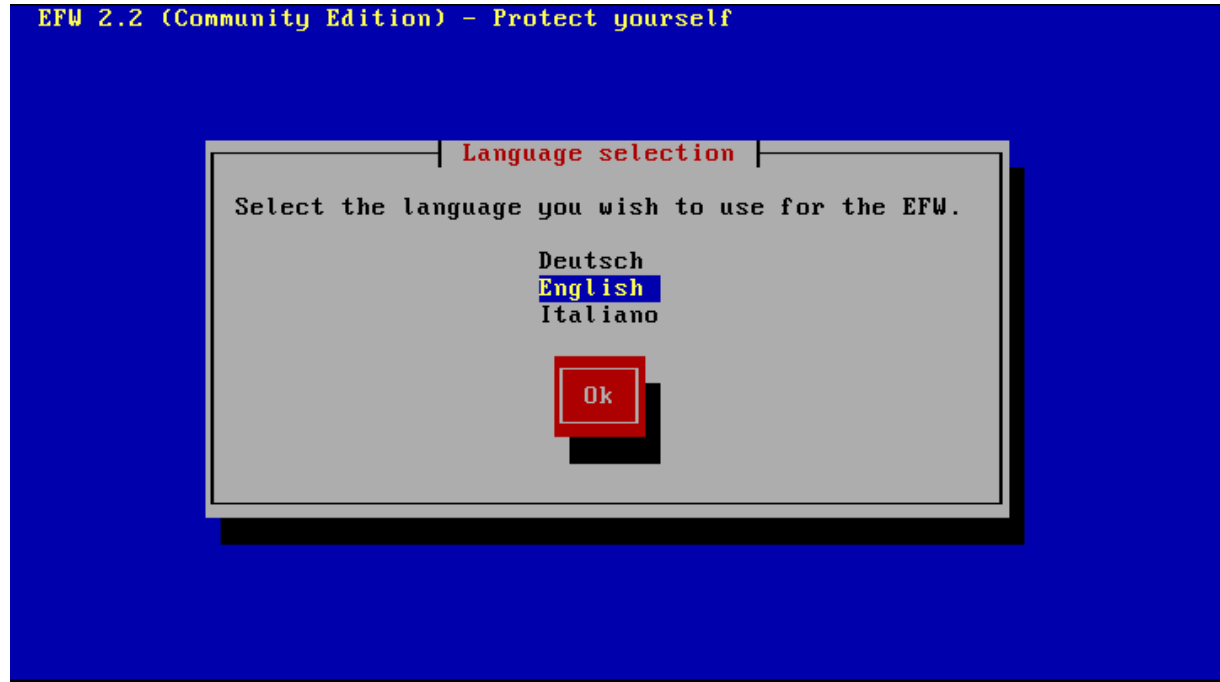 EFW 2.2 (Community Edition) - Protect yourself
Language selection
Select the language you wish to use for the EFW.
Deutsch
English
Italiano
Ok